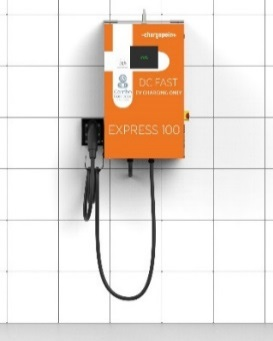 -chargepoin+
DC FAST
EV CHARGING ONLY
EXPRESS 100